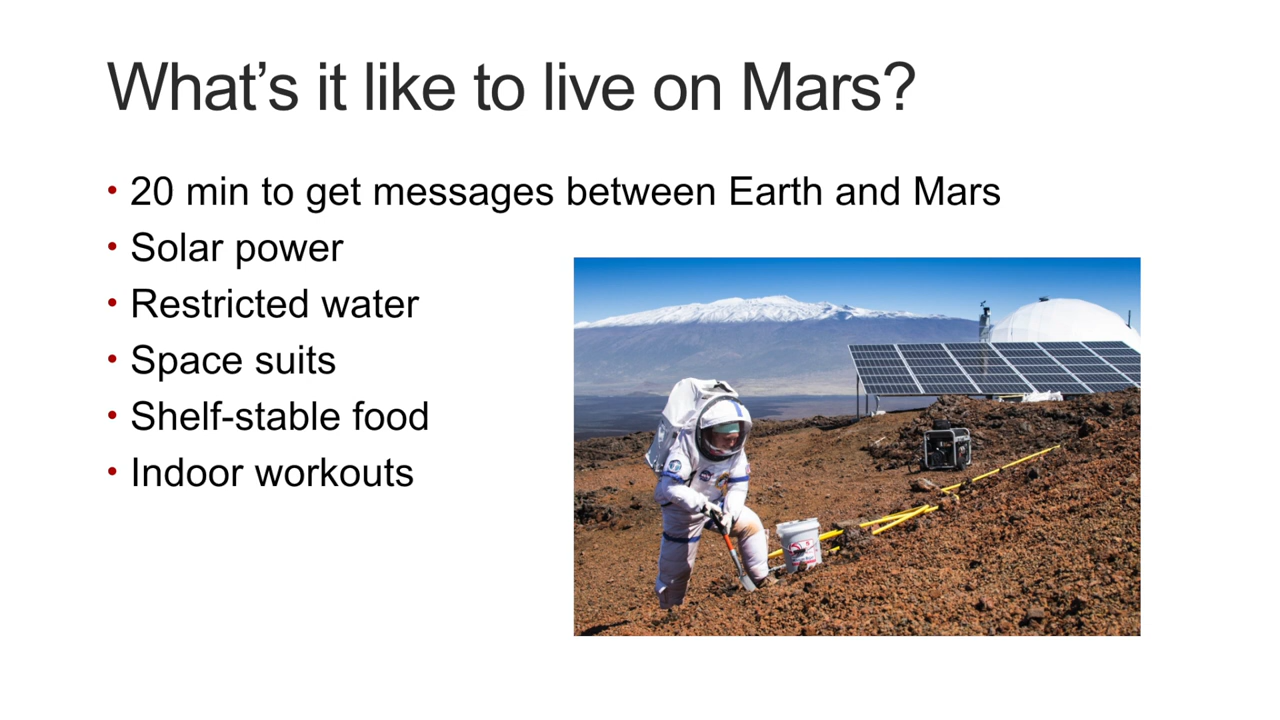 What’s it like to live on Mars?
• 20 min to get messages between Earth and Mars
• Solar power
• Restricted water
• Space suits
• Shelf-stable food
• Indoor workouts